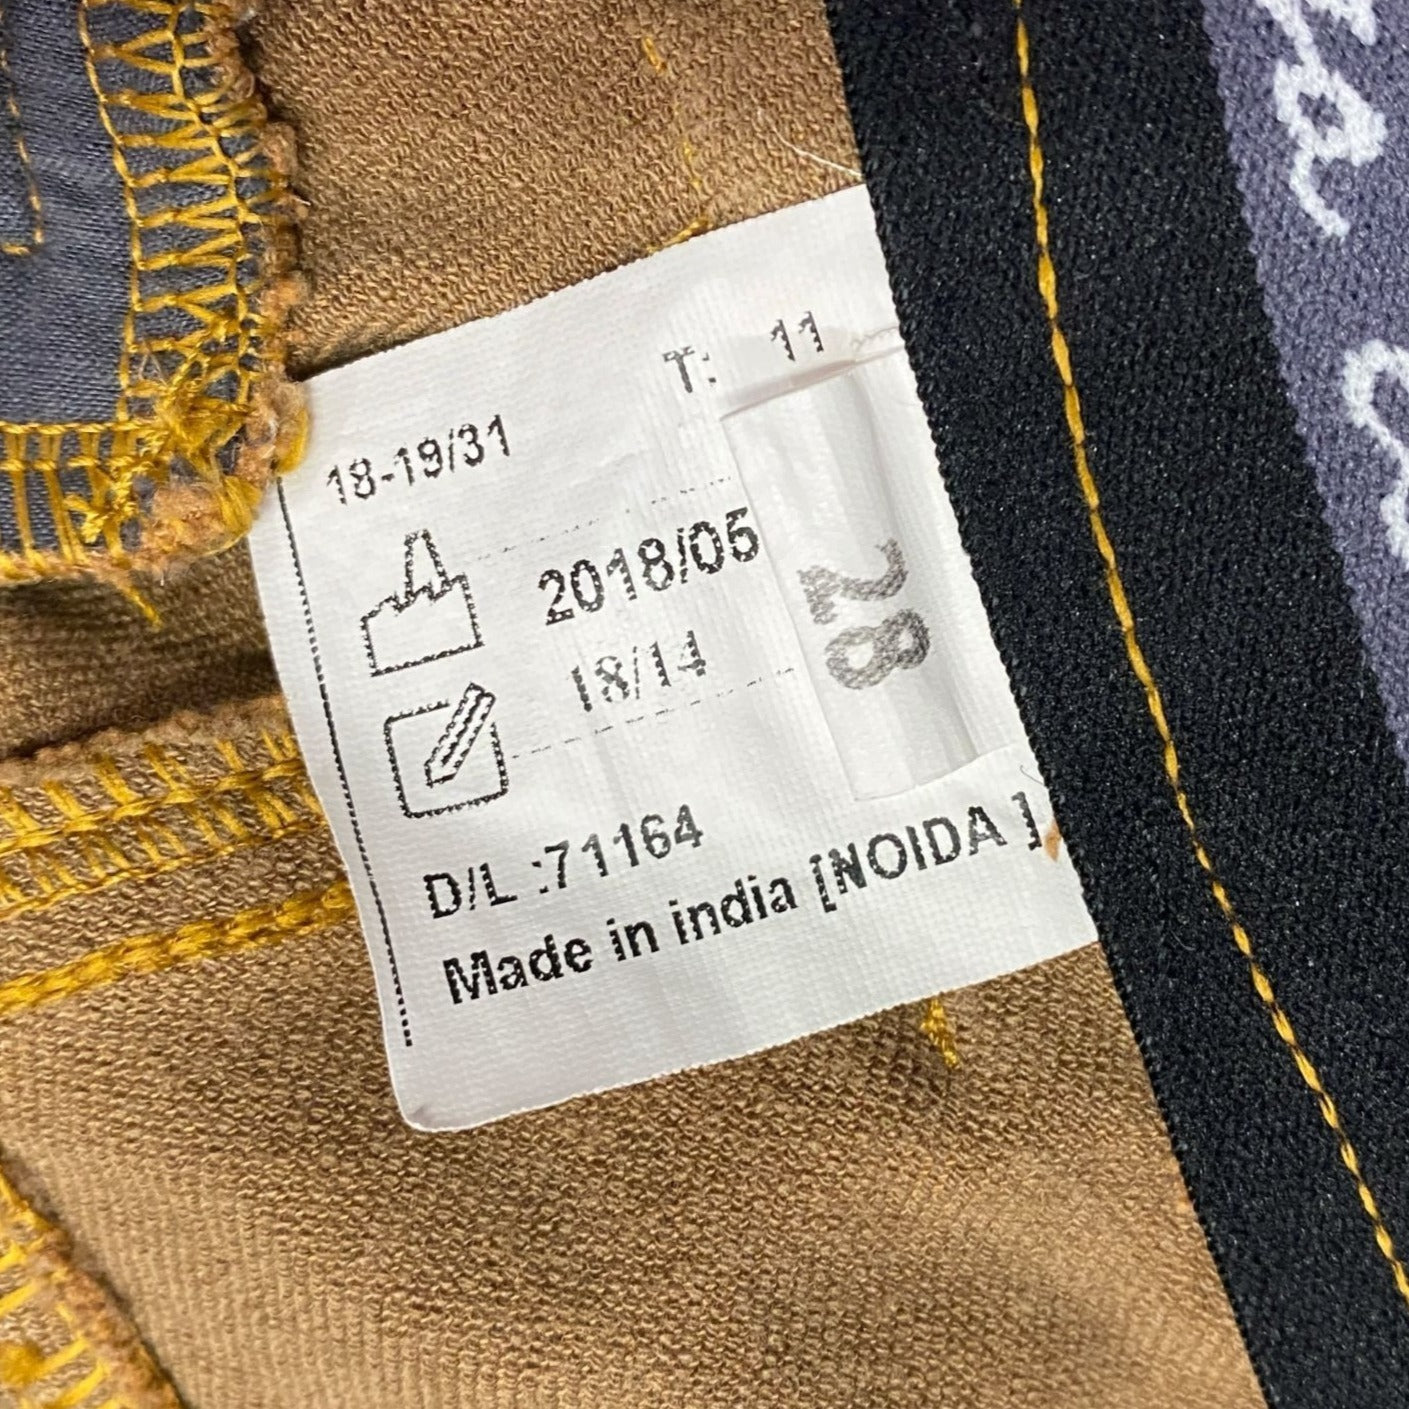 T: 11
18-19/31
2018/05
18/14
28
D/L :71164
Made in india [NOIDA ]